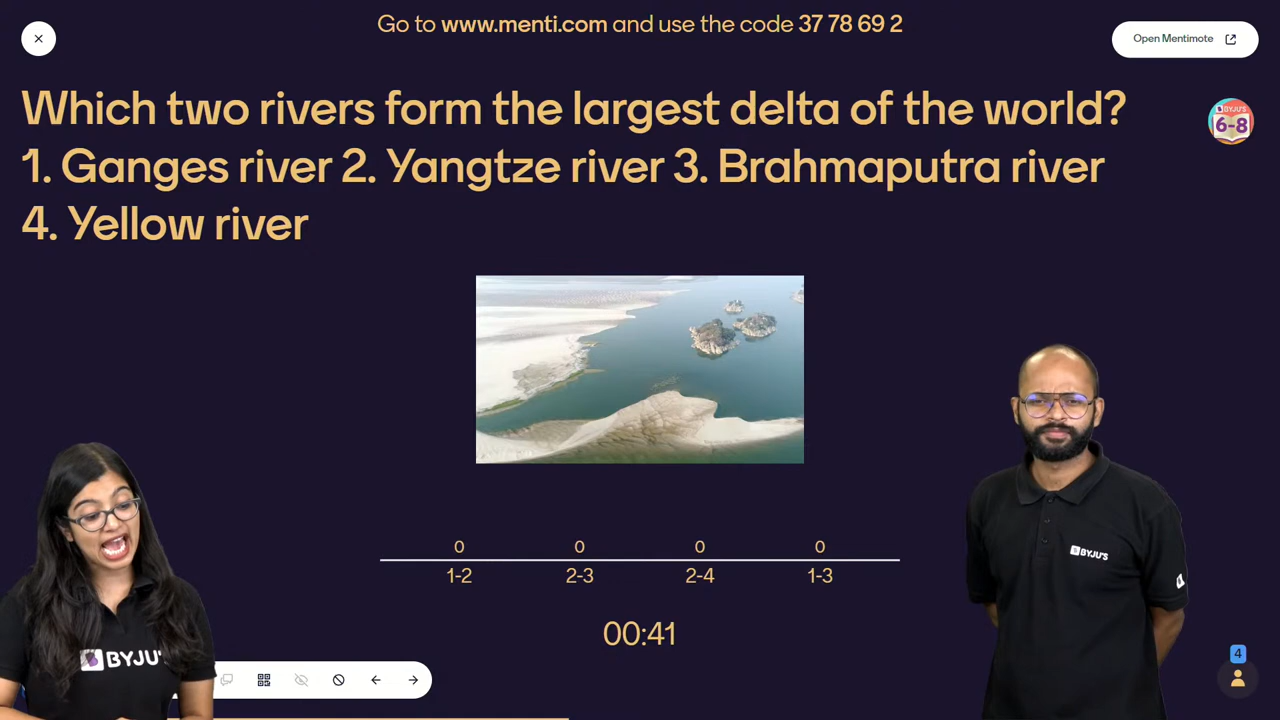 Go to www.menti.com and use the code 37 78 69 2
Open Mentimote
Which two rivers form the largest delta of the world?
1. Ganges river 2. Yangtze river 3. Brahmaputra river
4. Yellow river
BYJU'S
6-8
0 0 0 0
1-2 2-3 2-4 1-3
00:41
BYJU'S
BYJU'S
4